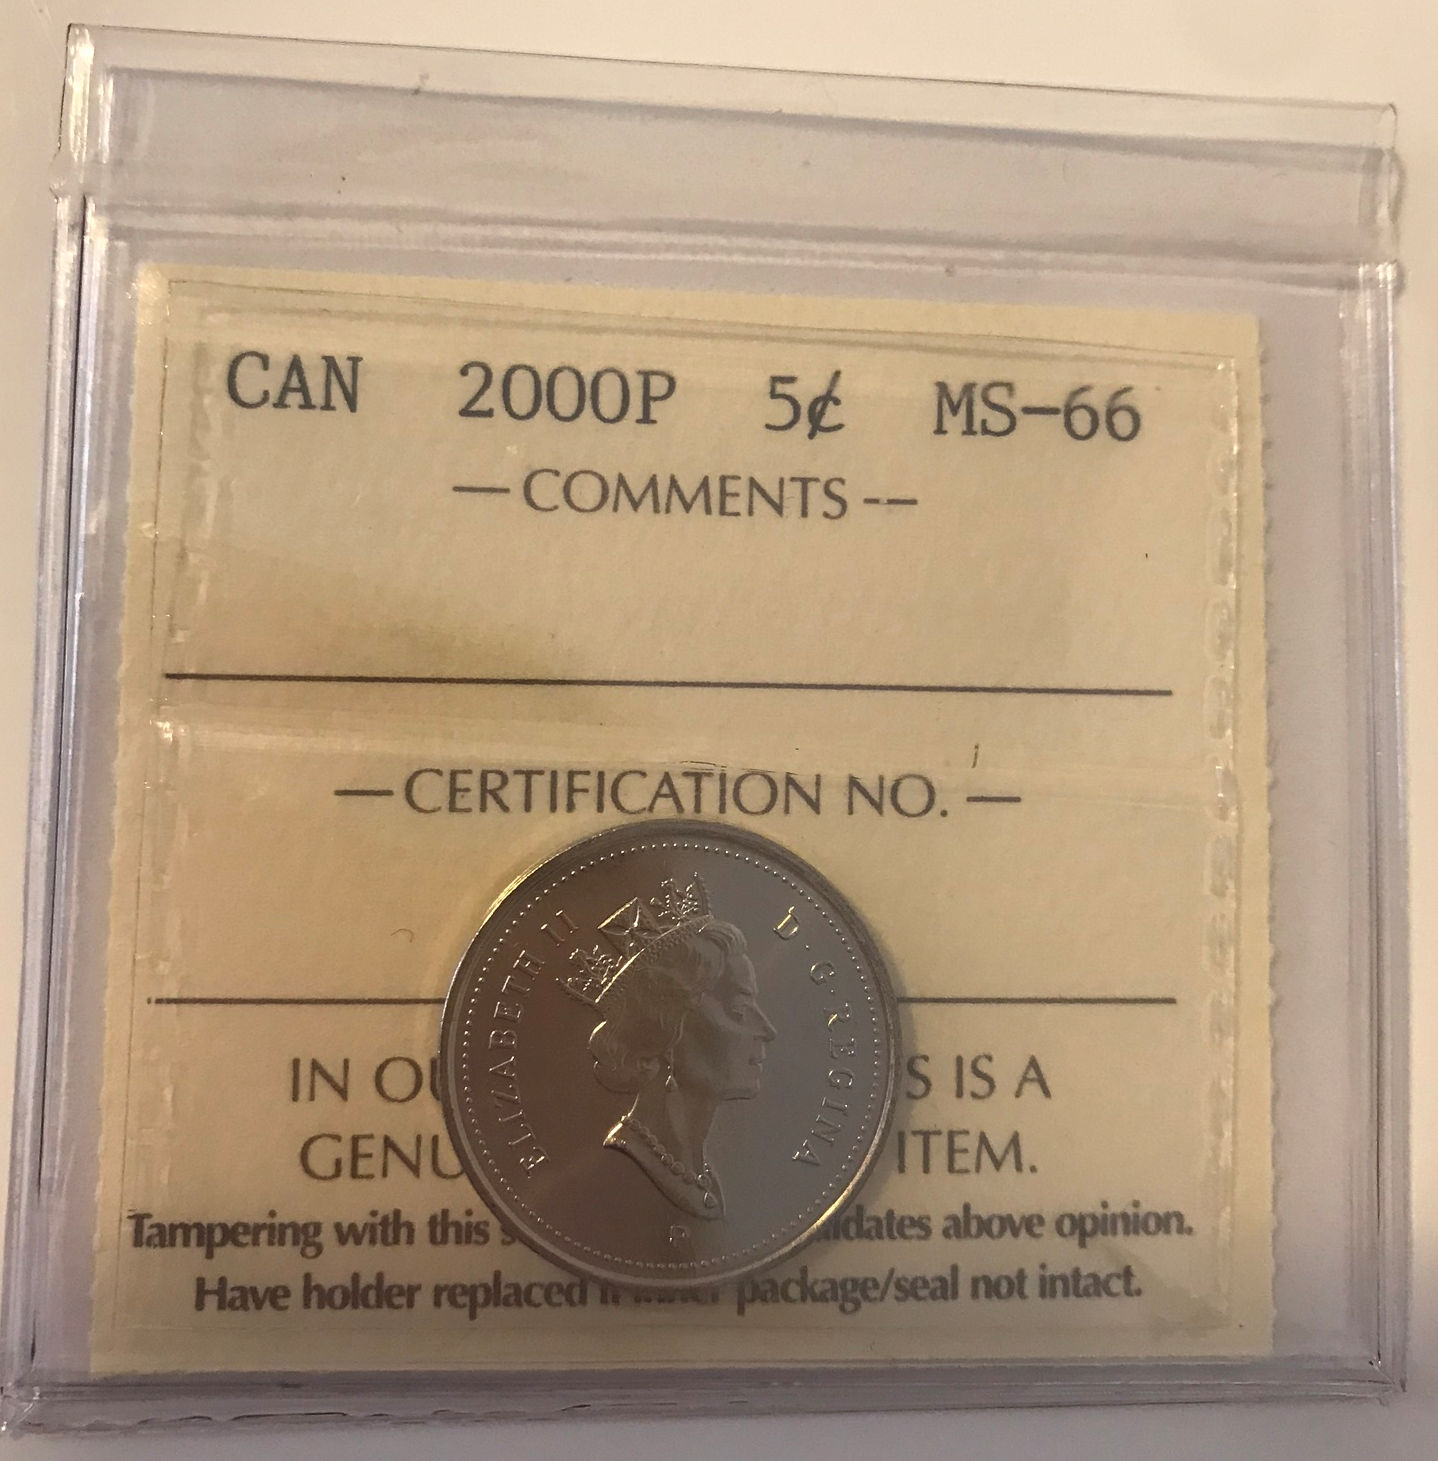 CAN 2000P 5¢ MS-66
— COMMENTS --
— CERTIFICATION NO. —
ELIZABETH II D·G·REGINA
P
IN OU S IS A
GENU ITEM.
Tampering with this s idates above opinion.
Have holder replaced package/seal not intact.